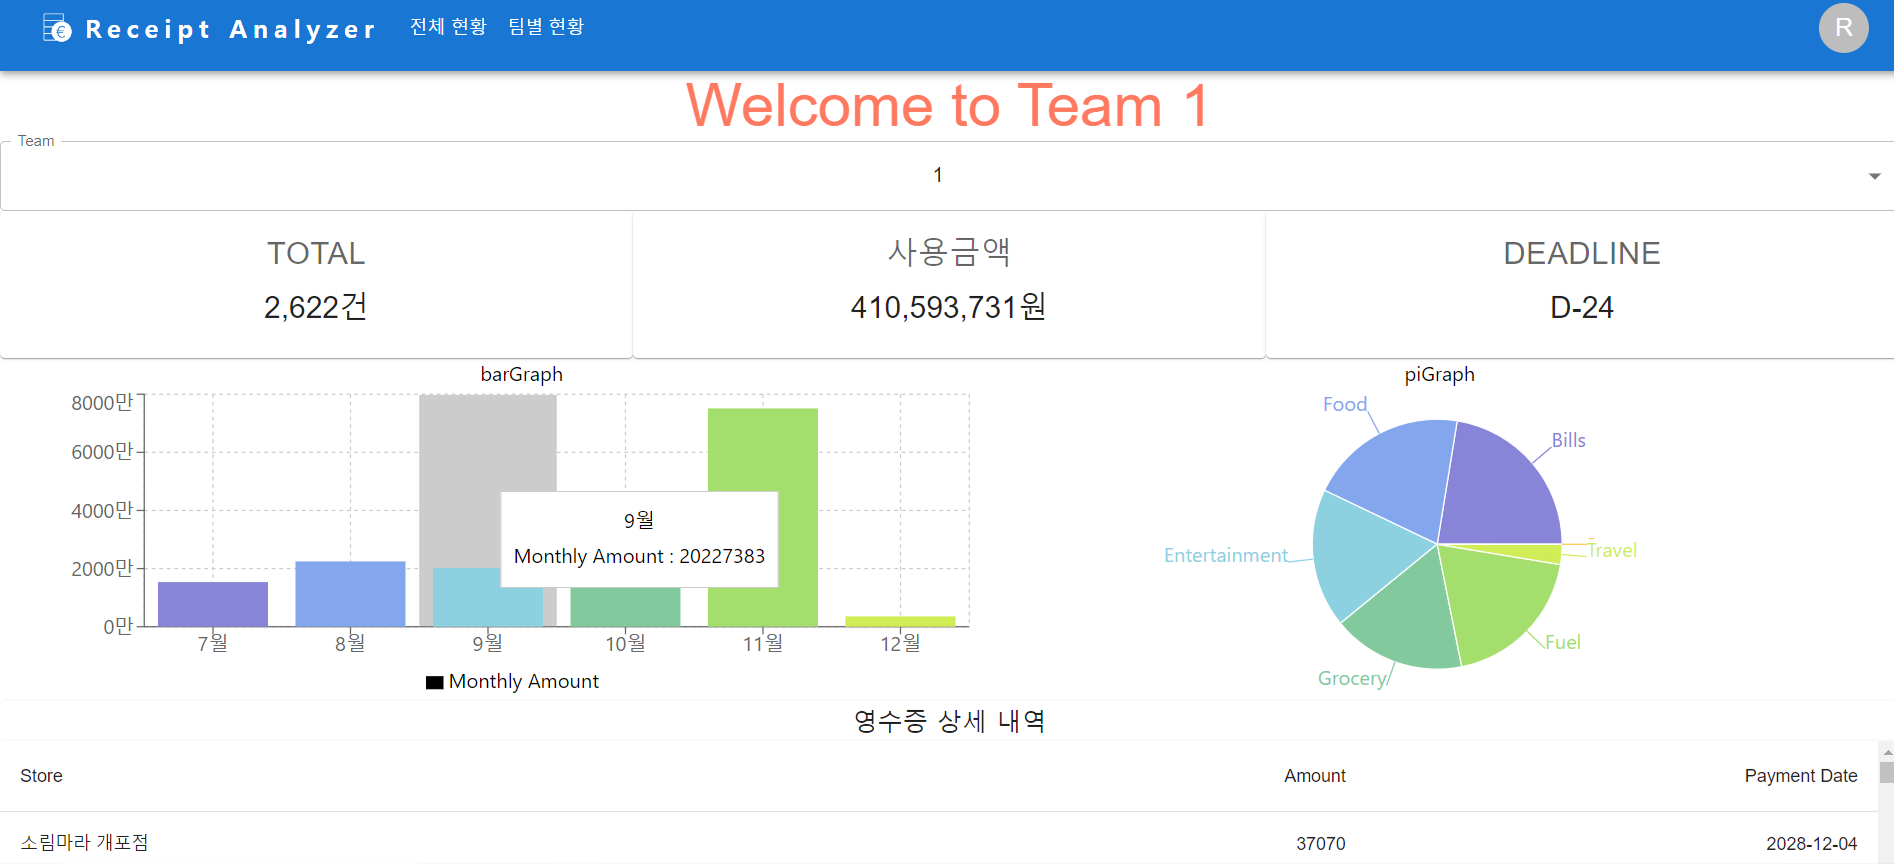 Receipt Analyzer 전체 현황 팀별 현황 R
Welcome to Team 1
Team
1
TOTAL
2,622건
사용금액
410,593,731원
DEADLINE
D-24
barGraph
8000만
6000만
4000만
2000만
0만
7월 8월 9월 10월 11월 12월
9월
Monthly Amount : 20227383
Monthly Amount
piGraph
Food
Bills
Entertainment
Travel
Fuel
Grocery
영수증 상세 내역
Store Amount Payment Date
소림마라 개포점 37070 2028-12-04